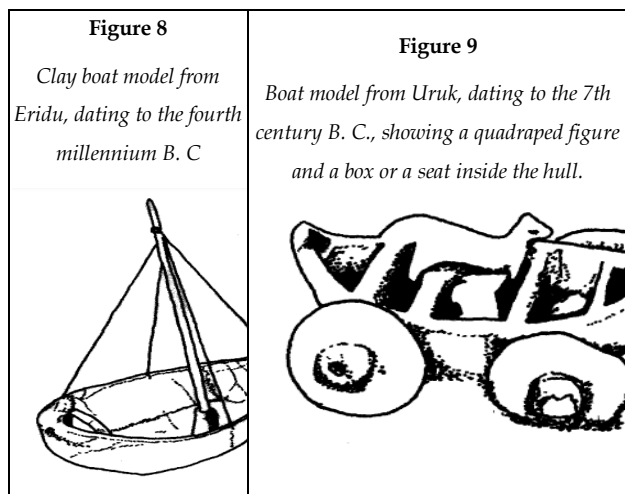 Figure 8
Clay boat model from
Eridu, dating to the fourth
millennium B. C
Figure 9
Boat model from Uruk, dating to the 7th
century B. C., showing a quadraped figure
and a box or a seat inside the hull.